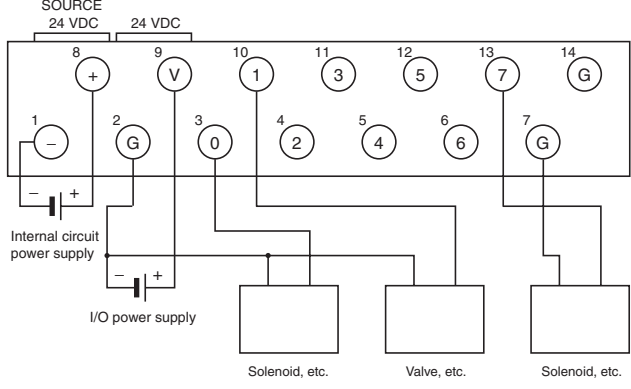 SOURCE
24 VDC 24 VDC
8 9 10 11 12 13 14
+ V 1 3 5 7 G
1 2 3 4 5 6 7
− G 0 2 4 6 G
− +
Internal circuit
power supply
− +
I/O power supply
Solenoid, etc. Valve, etc. Solenoid, etc.